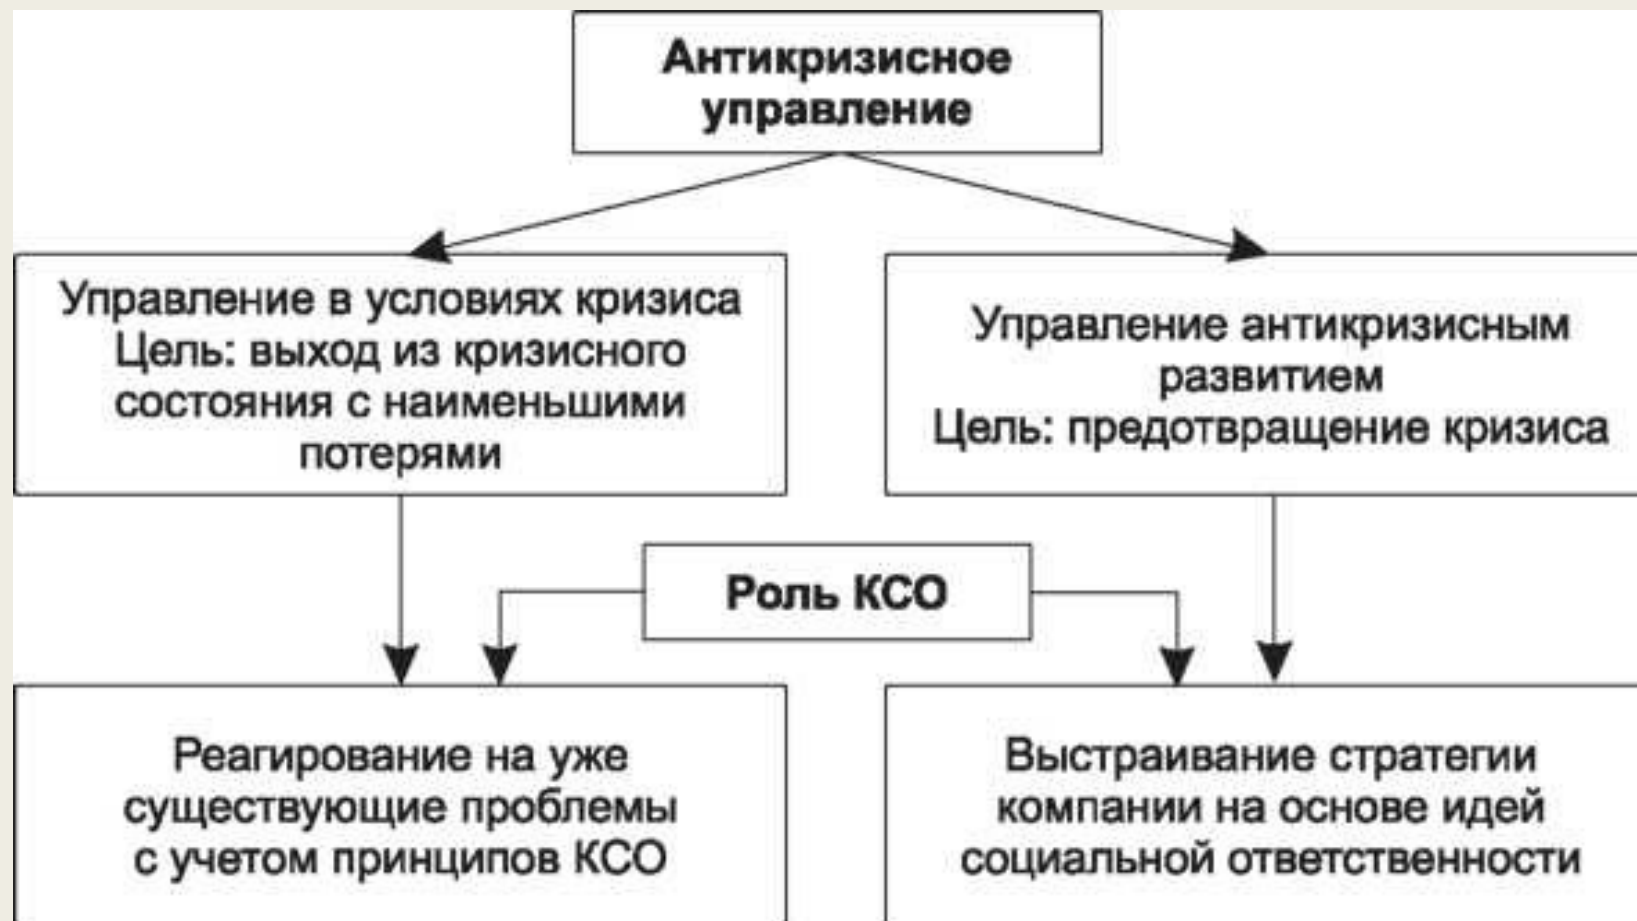 Антикризисное
управление
Управление в условиях кризиса
Цель: выход из кризисного
состояния с наименьшими
потерями
Управление антикризисным
развитием
Цель: предотвращение кризиса
Роль КСО
Реагирование на уже
существующие проблемы
с учетом принципов КСО
Выстраивание стратегии
компании на основе идей
социальной ответственности